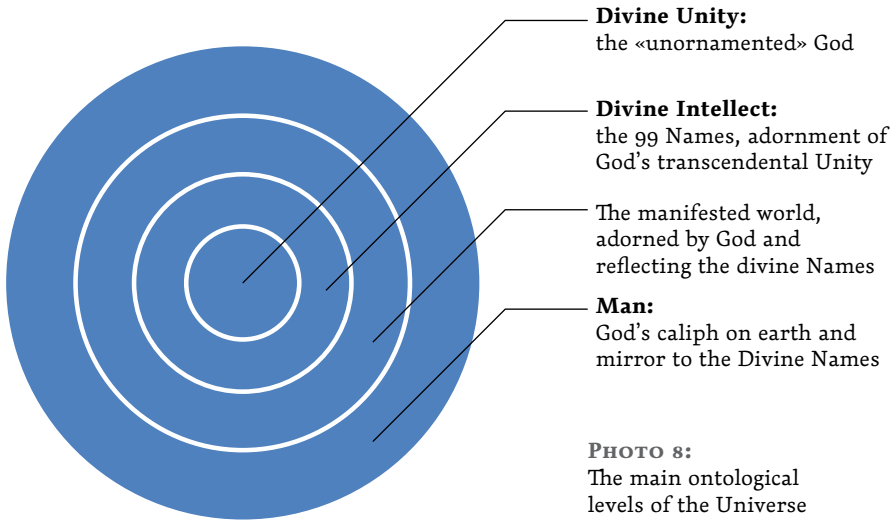 Divine Unity:
the «unornamented» God
Divine Intellect:
the 99 Names, adornment of
God's transcendental Unity
The manifested world,
adorned by God and
reflecting the divine Names
Man:
God's caliph on earth and
mirror to the Divine Names
Photo 8:
The main ontological
levels of the Universe